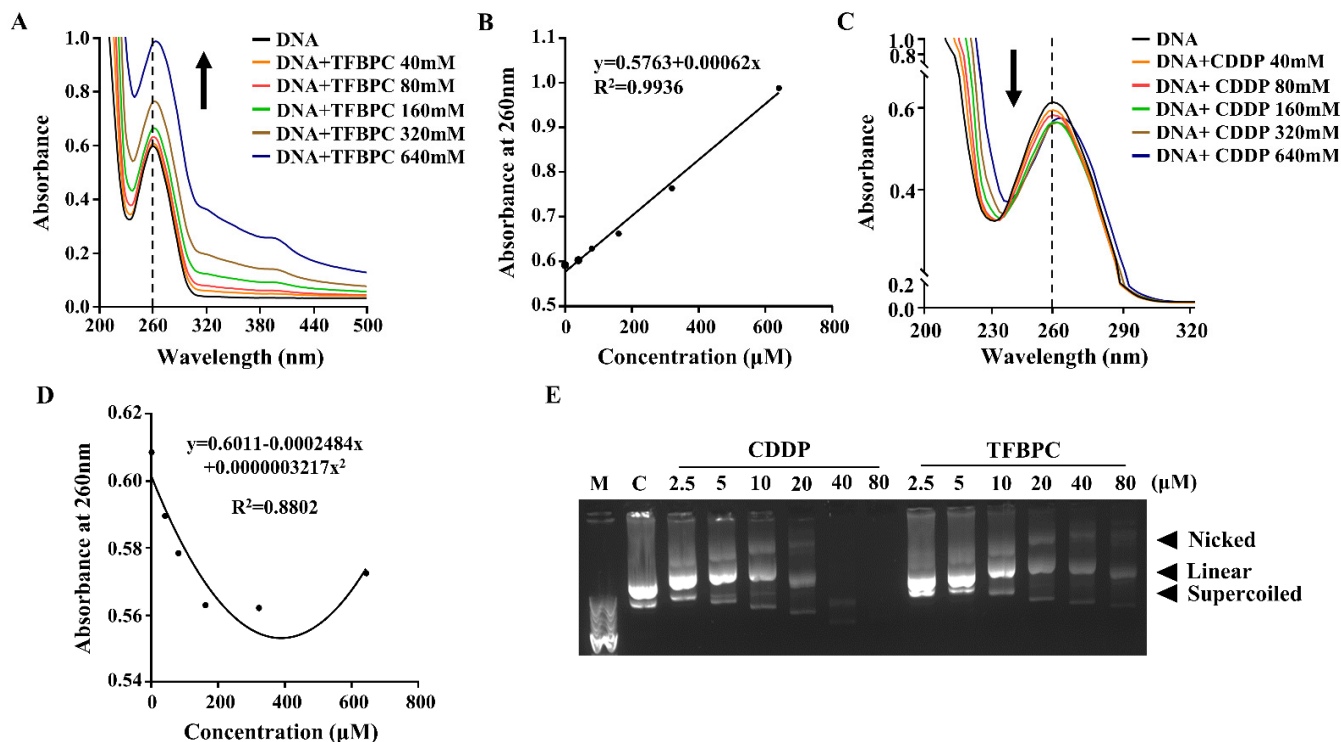 A
Absorbance
1.0
0.8
0.6
0.4
0.2
0.0
200
260
320
380
440
500
Wavelength (nm)
DNA
DNA+TFBPC 40mM
DNA+TFBPC 80mM
DNA+TFBPC 160mM
DNA+TFBPC 320mM
DNA+TFBPC 640mM
B
Absorbance at 260nm
1.1
1.0
0.9
0.8
0.7
0.6
0.5
0
200
400
600
800
Concentration (μM)
y=0.5763+0.00062x
R²=0.9936
C
Absorbance
1.0
0.8
0.4
0.2
0.0
200
230
260
290
320
Wavelength (nm)
DNA
DNA+CDDP 40mM
DNA+ CDDP 80mM
DNA+ CDDP 160mM
DNA+ CDDP 320mM
DNA+ CDDP 640mM
D
Absorbance at 260nm
0.62
0.60
0.58
0.56
0.54
0
200
400
600
800
Concentration (μM)
y=0.6011-0.0002484x
+0.0000003217x²
R²=0.8802
E
CDDP
TFBPC
M C 2.5 5 10 20 40 80 2.5 5 10 20 40 80 (μM)
Nicked
Linear
Supercoiled